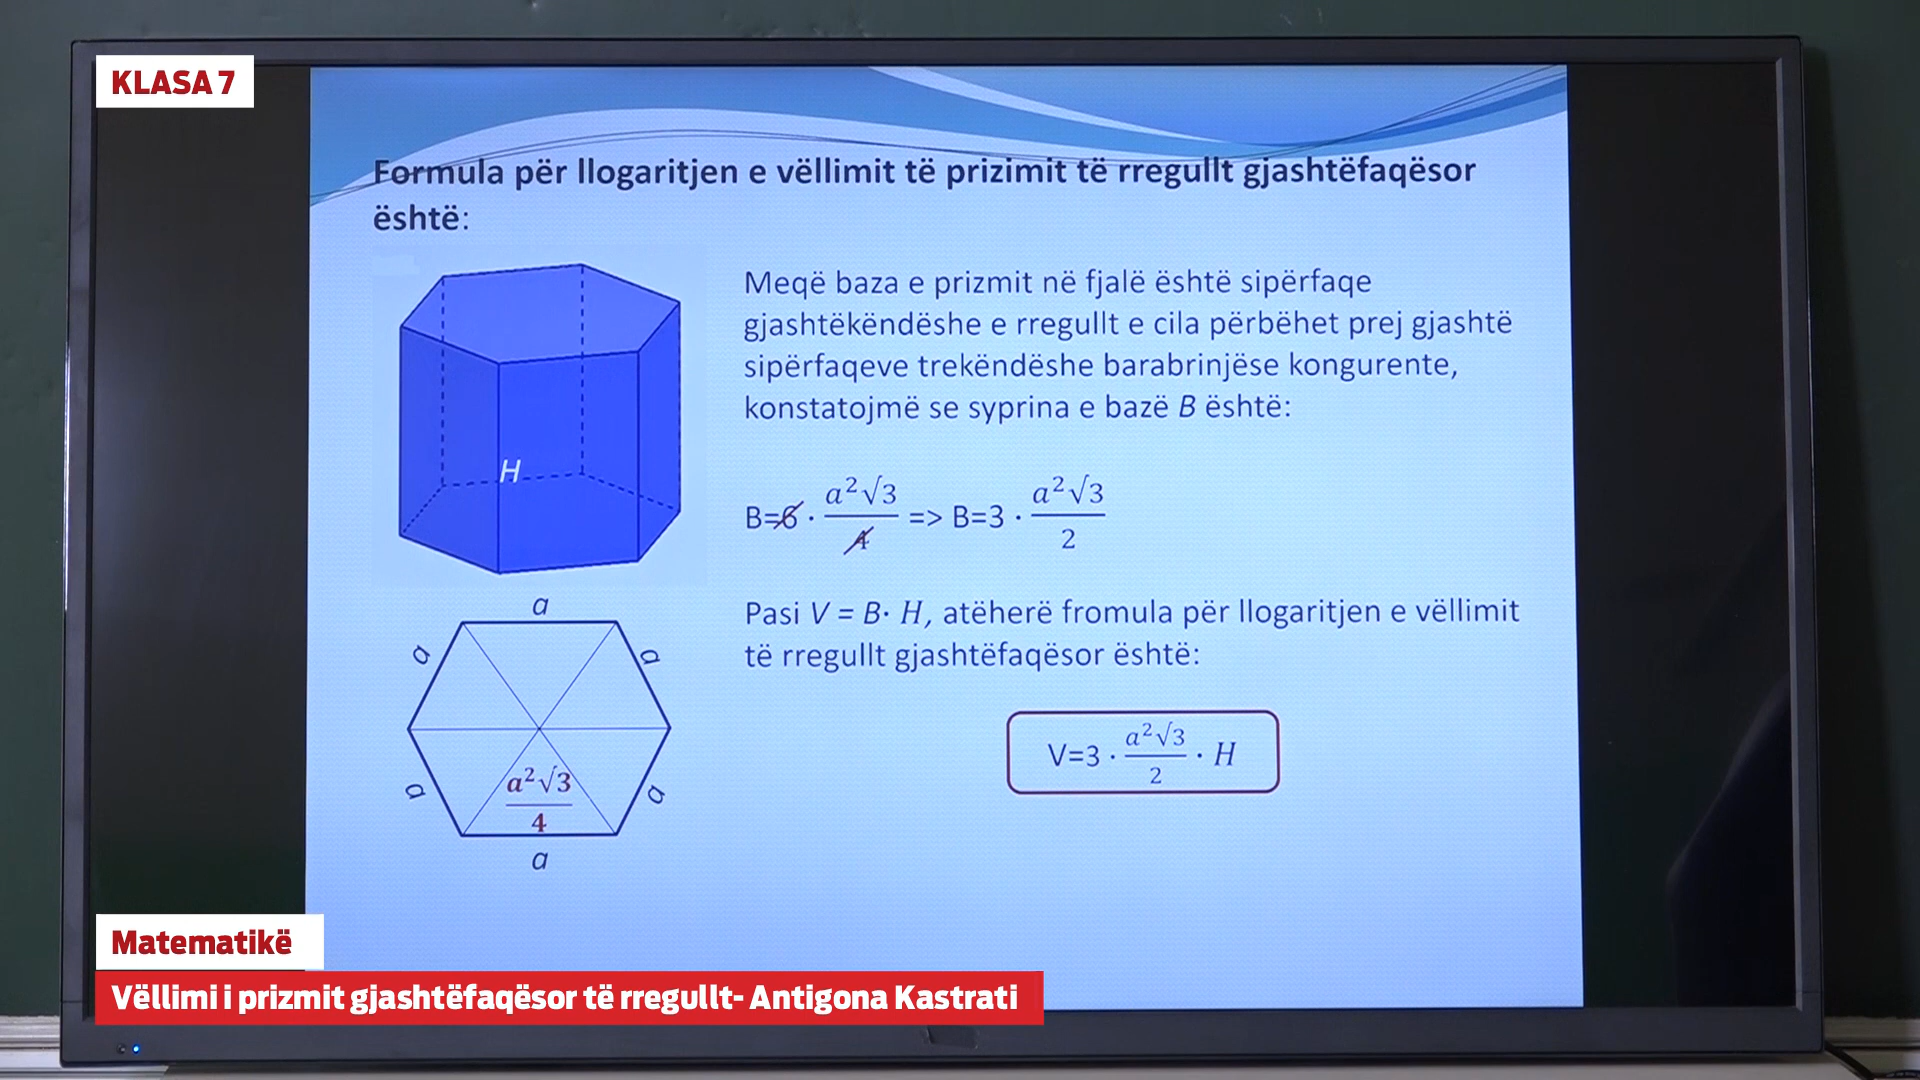 KLASA 7
Formula për llogaritjen e vëllimit të prizimit të rregullt gjashtëfaqësor
është:
Meqë baza e prizmit në fjalë është sipërfaqe
gjashtëkëndëshe e rregullt e cila përbëhet prej gjashtë
sipërfaqeve trekëndëshe barabrinjëse kongurente,
konstatojmë se syprina e bazë B është:
H
B=6 · a²√3/4 => B=3 · a²√3/2
Pasi V = B· H, atëherë fromula për llogaritjen e vëllimit
të rregullt gjashtëfaqësor është:
V=3 · a²√3/2 · H
a
a
a
a
a
a²√3/4
a
Matematikë
Vëllimi i prizmit gjashtëfaqësor të rregullt- Antigona Kastrati